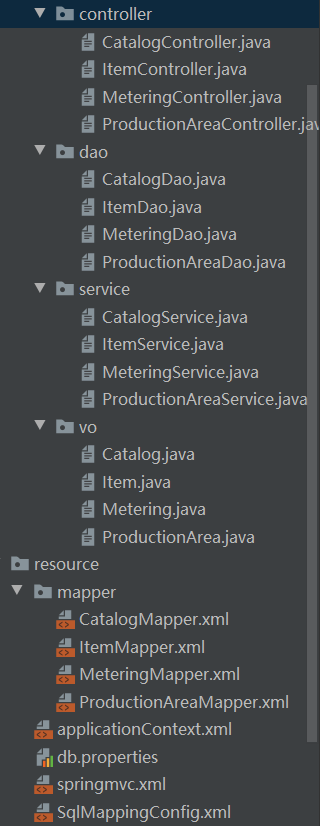 controller
CatalogController.java
ItemController.java
MeteringController.java
ProductionAreaController.jav
dao
CatalogDao.java
ItemDao.java
MeteringDao.java
ProductionAreaDao.java
service
CatalogService.java
ItemService.java
MeteringService.java
ProductionAreaService.java
vo
Catalog.java
Item.java
Metering.java
ProductionArea.java
resource
mapper
CatalogMapper.xml
ItemMapper.xml
MeteringMapper.xml
ProductionAreaMapper.xml
applicationContext.xml
db.properties
springmvc.xml
SqlMappingConfig.xml